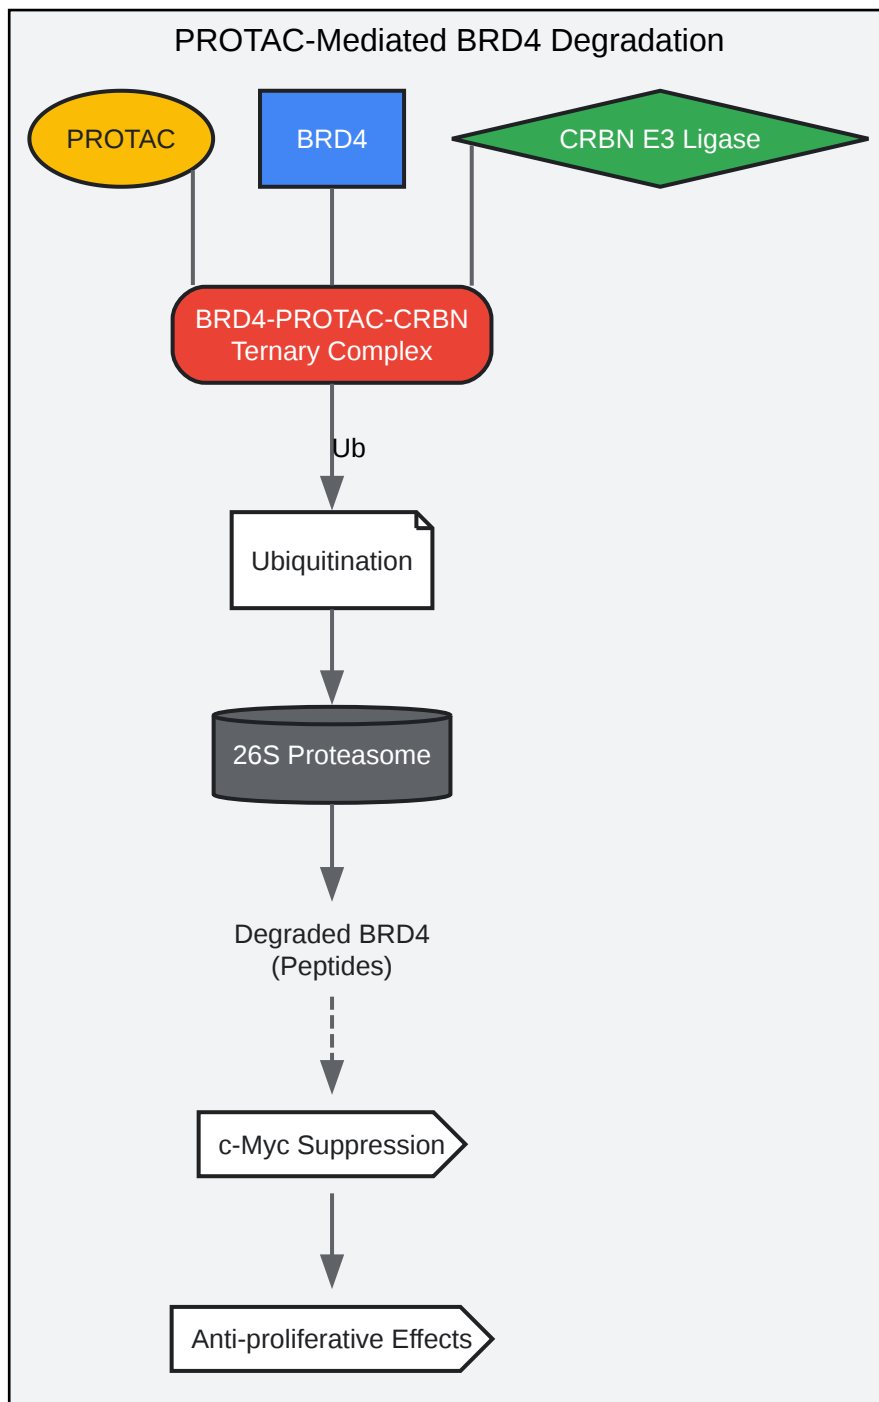 PROTAC-Mediated BRD4 Degradation
PROTAC
BRD4
CRBN E3 Ligase
BRD4-PROTAC-CRBN
Ternary Complex
Ub
Ubiquitination
26S Proteasome
Degraded BRD4
(Peptides)
c-Myc Suppression
Anti-proliferative Effects